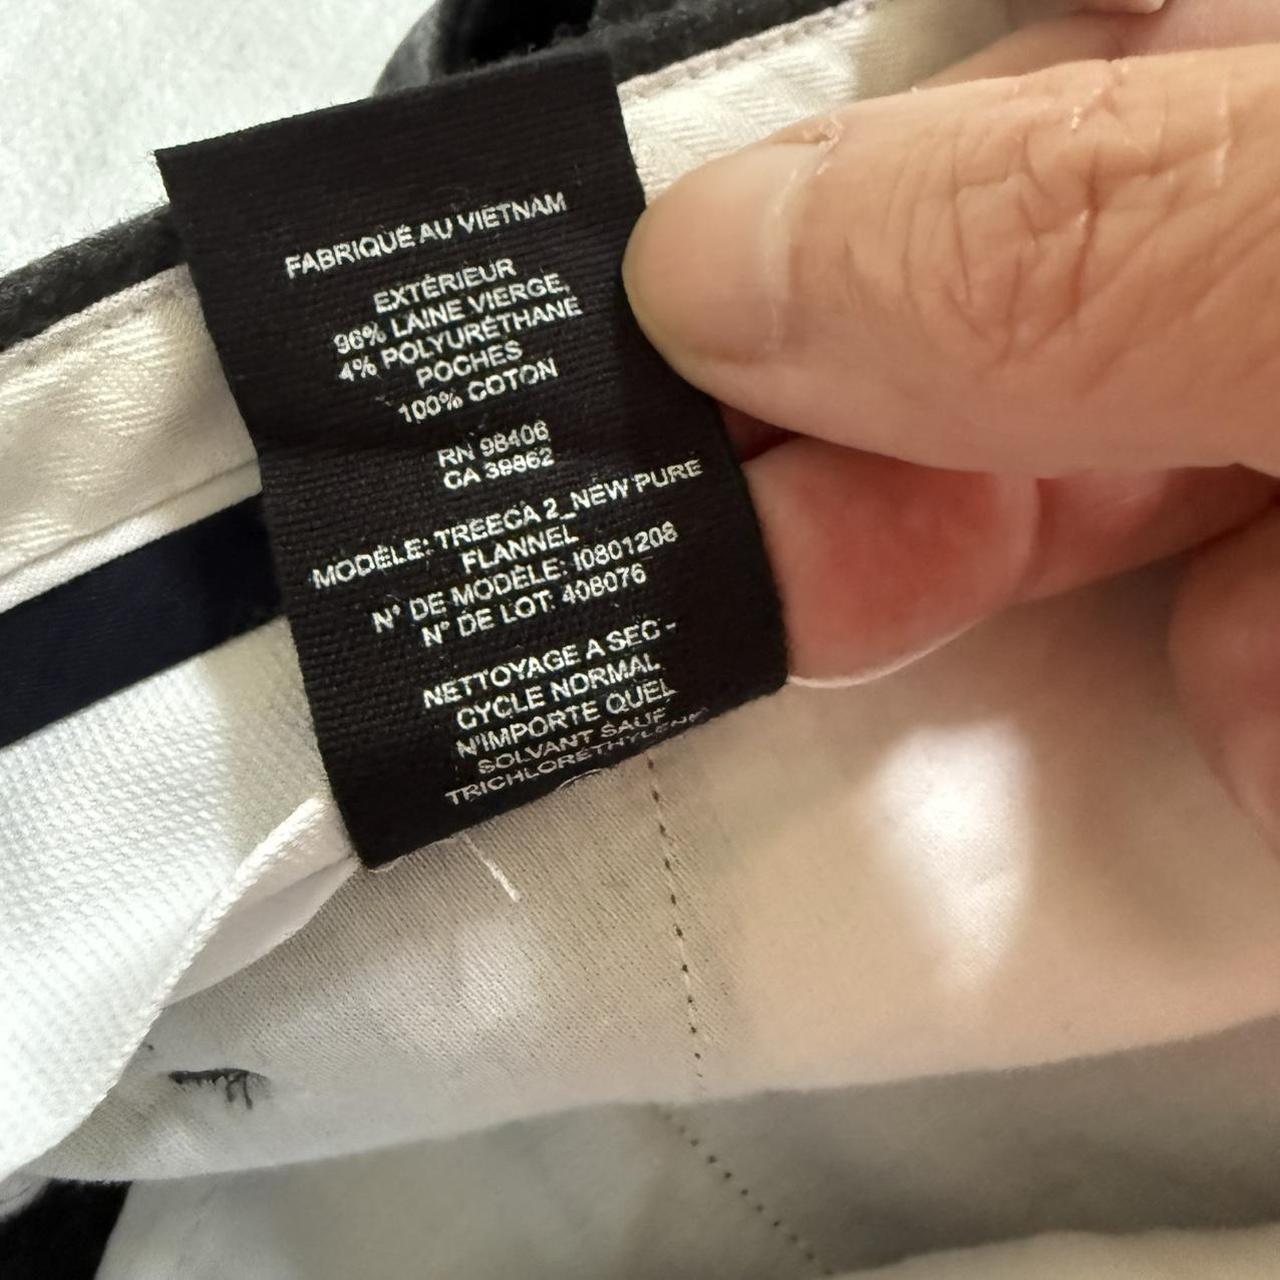 FABRIQUÉ AU VIETNAM
EXTÉRIEUR
96% LAINE VIERGE,
4% POLYURÉTHANE
POCHES
100% COTON
RN 98406
CA 39862
MODÈLE: TREECA 2_NEW PURE
FLANNEL
N° DE MODÈLE: I0801208
N° DE LOT: 408076
NETTOYAGE A SEC -
CYCLE NORMAL
N'IMPORTE QUEL
SOLVANT SAUF
TRICHLORÉTHYLÈNE